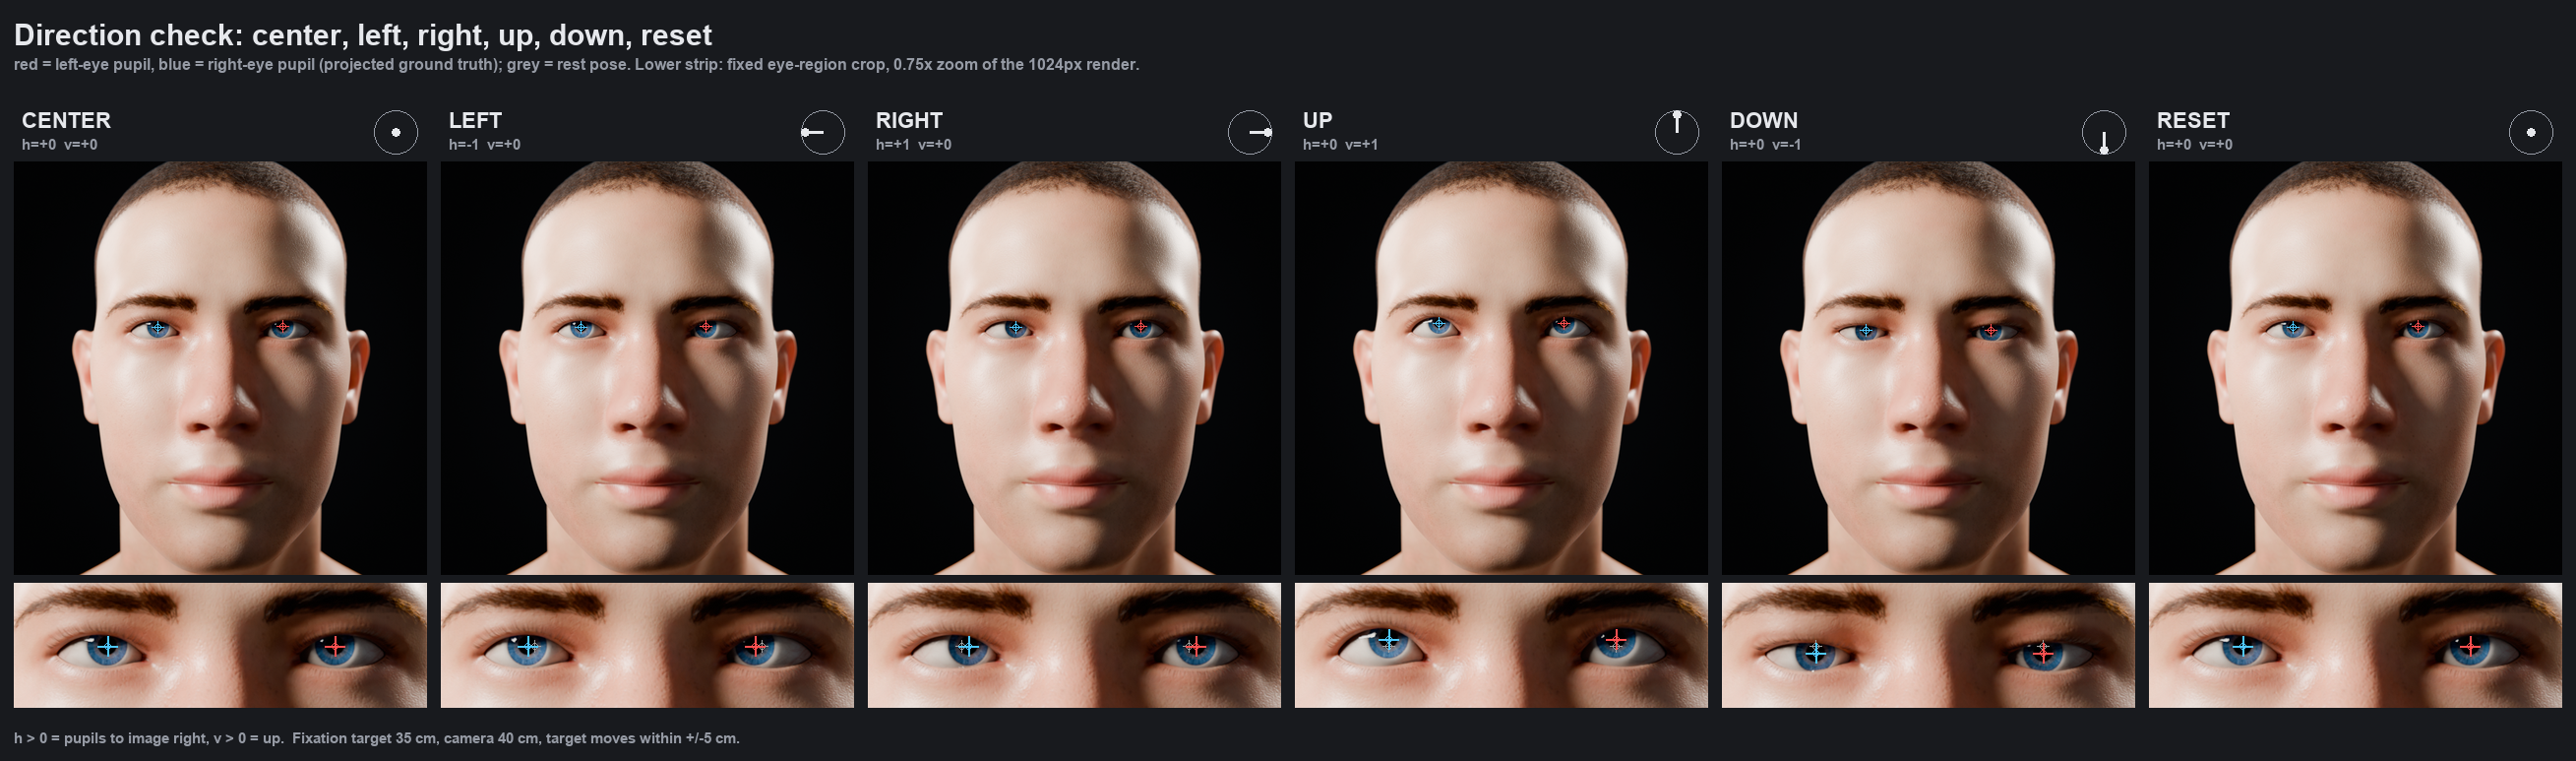 Direction check: center, left, right, up, down, reset
red = left-eye pupil, blue = right-eye pupil (projected ground truth); grey = rest pose. Lower strip: fixed eye-region crop, 0.75x zoom of the 1024px render.
CENTER
h=+0 v=+0
LEFT
h=-1 v=+0
RIGHT
h=+1 v=+0
UP
h=+0 v=+1
DOWN
h=+0 v=-1
RESET
h=+0 v=+0
h > 0 = pupils to image right, v > 0 = up. Fixation target 35 cm, camera 40 cm, target moves within +/-5 cm.